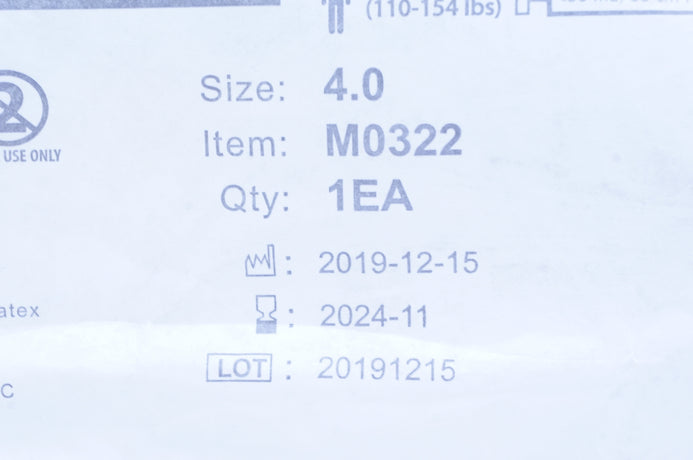 (110-154 lbs)
Size: 4.0
2
USE ONLY
Item: M0322
Qty: 1EA
: 2019-12-15
atex
: 2024-11
LOT : 20191215
C